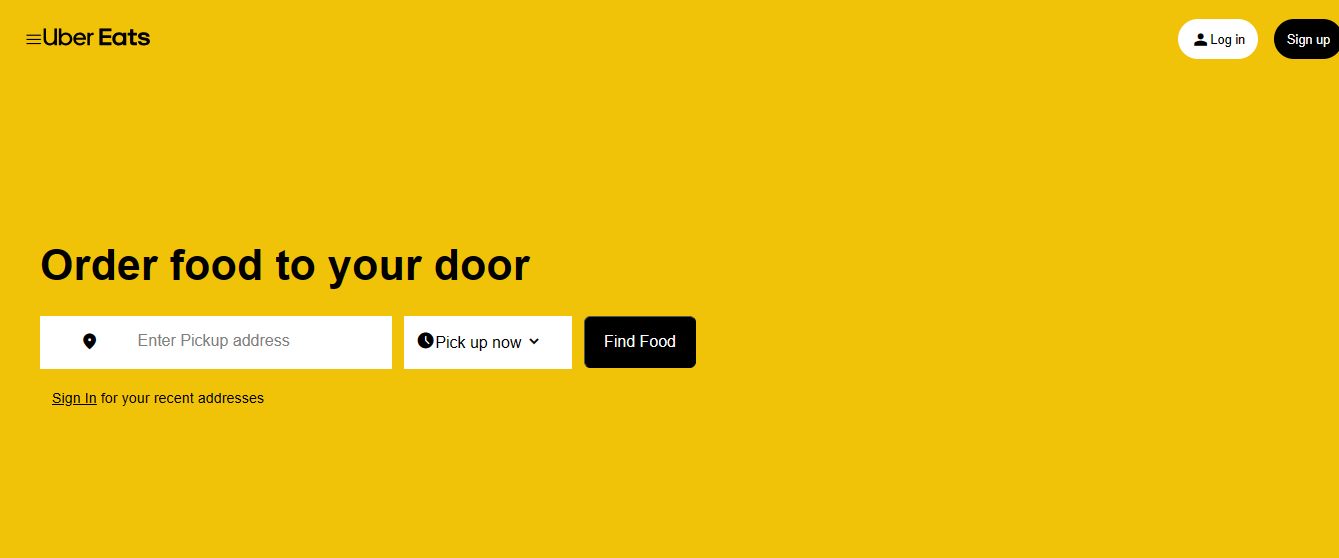 Uber Eats
Log in
Sign up
Order food to your door
Enter Pickup address
Pick up now
Find Food
Sign In for your recent addresses